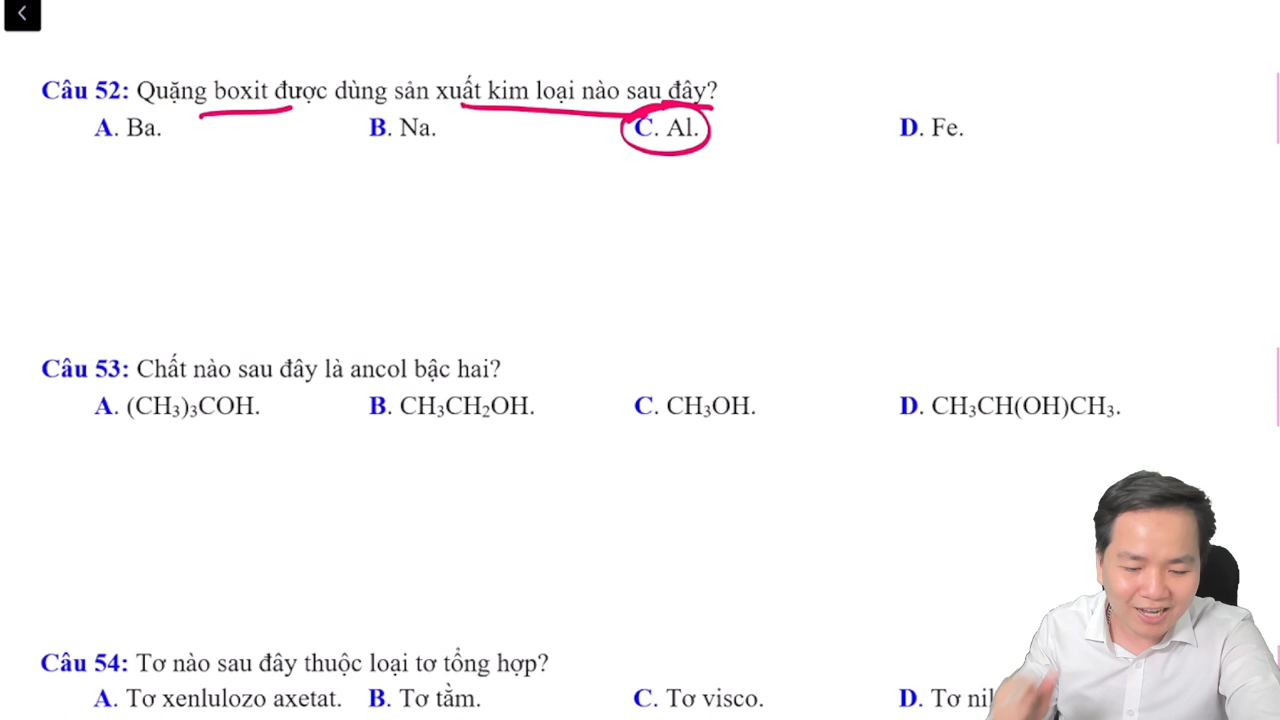 Câu 52: Quặng boxit được dùng sản xuất kim loại nào sau đây?
A. Ba. B. Na. C. Al. D. Fe.
Câu 53: Chất nào sau đây là ancol bậc hai?
A. (CH₃)₃COH. B. CH₃CH₂OH. C. CH₃OH. D. CH₃CH(OH)CH₃.
Câu 54: Tơ nào sau đây thuộc loại tơ tổng hợp?
A. Tơ xenlulozo axetat. B. Tơ tằm. C. Tơ visco. D. Tơ